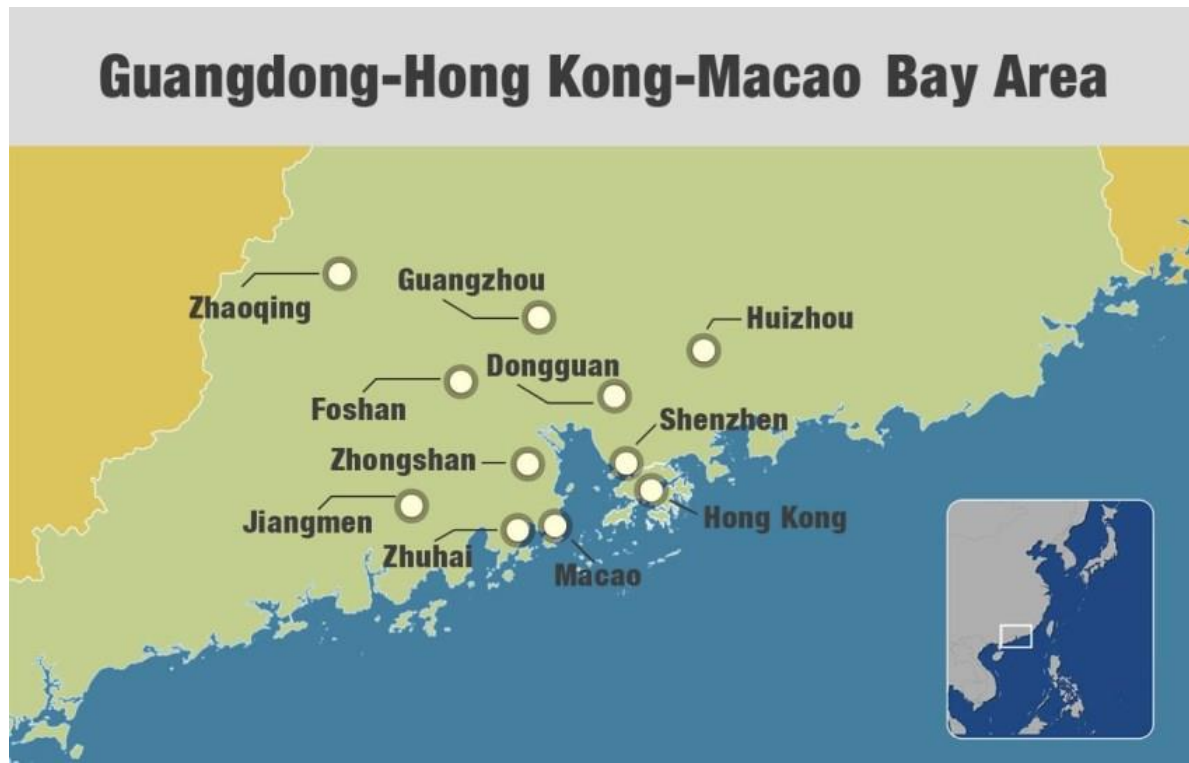 Guangdong-Hong Kong-Macao Bay Area
Guangzhou
Zhaoqing
Huizhou
Dongguan
Foshan
Shenzhen
Zhongshan
Jiangmen
Hong Kong
Zhuhai
Macao